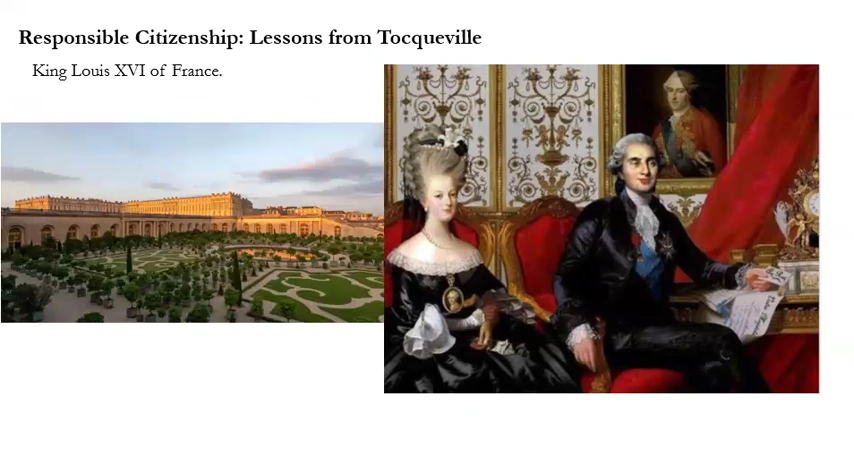 Responsible Citizenship: Lessons from Tocqueville
King Louis XVI of France.